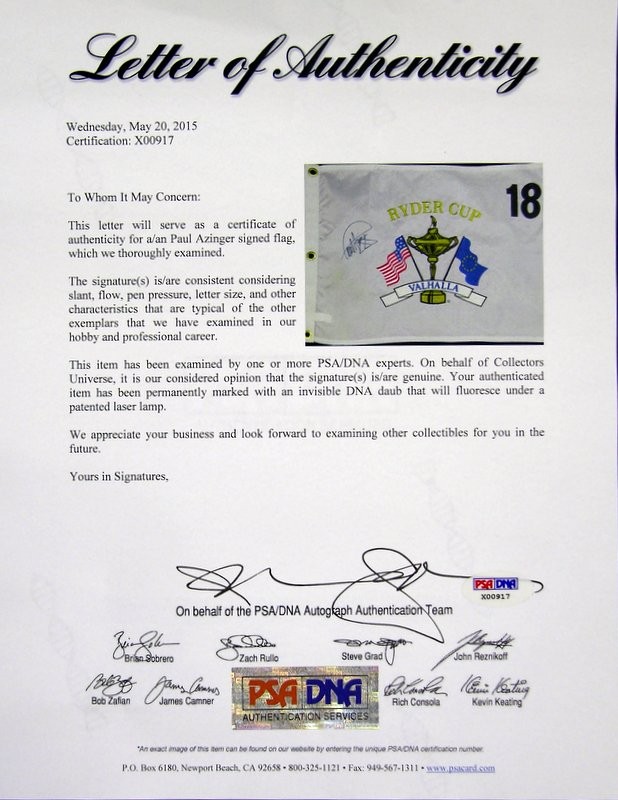 Letter of Authenticity
Wednesday, May 20, 2015
Certification: X00917
To Whom It May Concern:
This letter will serve as a certificate of
authenticity for a/an Paul Azinger signed flag,
which we thoroughly examined.
The signature(s) is/are consistent considering
slant, flow, pen pressure, letter size, and other
characteristics that are typical of the other
exemplars that we have examined in our
hobby and professional career.
RYDER CUP
18
VALHALLA
This item has been examined by one or more PSA/DNA experts. On behalf of Collectors
Universe, it is our considered opinion that the signature(s) is/are genuine. Your authenticated
item has been permanently marked with an invisible DNA daub that will fluoresce under a
patented laser lamp.
We appreciate your business and look forward to examining other collectibles for you in the
future.
Yours in Signatures,
PSA DNA
X00917
On behalf of the PSA/DNA Autograph Authentication Team
Brian Sobrero Zach Rullo Steve Grad John Reznikoff
Bob Zafian James Camner Rich Consola Kevin Keating
PSA DNA
AUTHENTICATION SERVICES
*An exact image of this item can be found on our website by entering the unique PSA/DNA certification number.
P.O. Box 6180, Newport Beach, CA 92658 • 800-325-1121 • Fax: 949-567-1311 • www.psacard.com